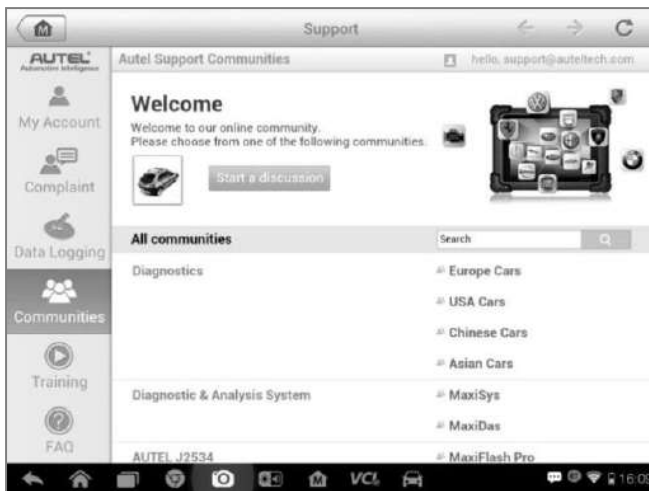 Support
AUTEL
Autel Support Communities
hello, support@auteltech.com
My Account
Complaint
Data Logging
Communities
Training
FAQ
Welcome
Welcome to our online community.
Please choose from one of the following communities.
Start a discussion
All communities
Search
Diagnostics
Europe Cars
USA Cars
Chinese Cars
Asian Cars
Diagnostic & Analysis System
MaxiSys
MaxiDas
AUTEL J2534
MaxiFlash Pro
VCI
16:09